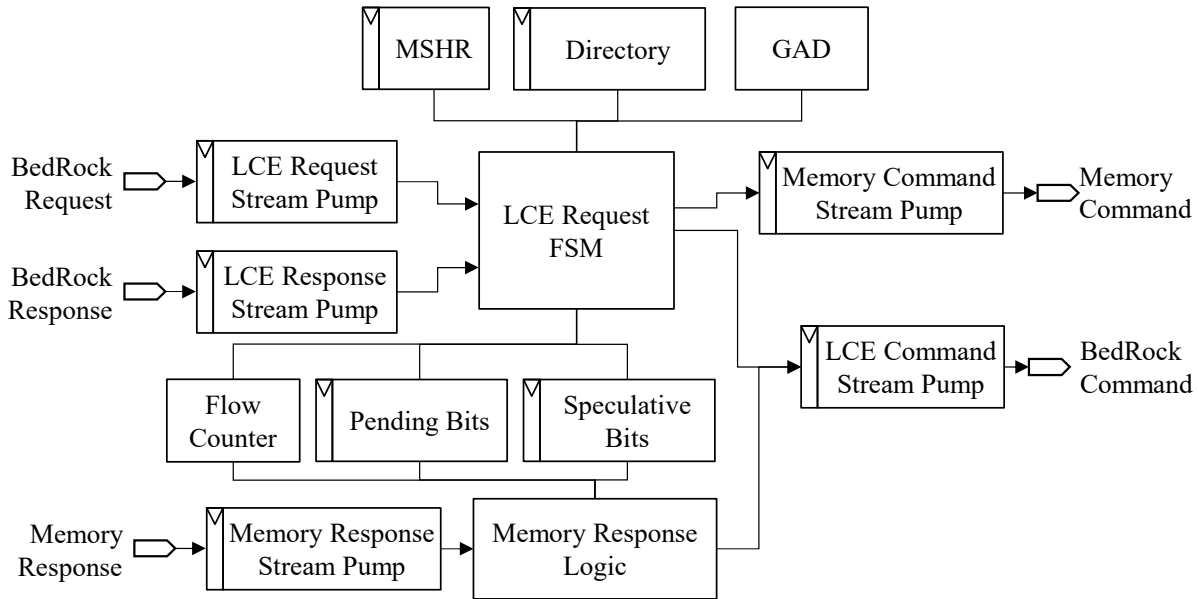 MSHR
Directory
GAD
BedRock
Request
LCE Request
Stream Pump
LCE Request
FSM
Memory Command
Stream Pump
Memory
Command
BedRock
Response
LCE Response
Stream Pump
LCE Command
Stream Pump
BedRock
Command
Flow
Counter
Pending Bits
Speculative
Bits
Memory
Response
Memory Response
Stream Pump
Memory Response
Logic